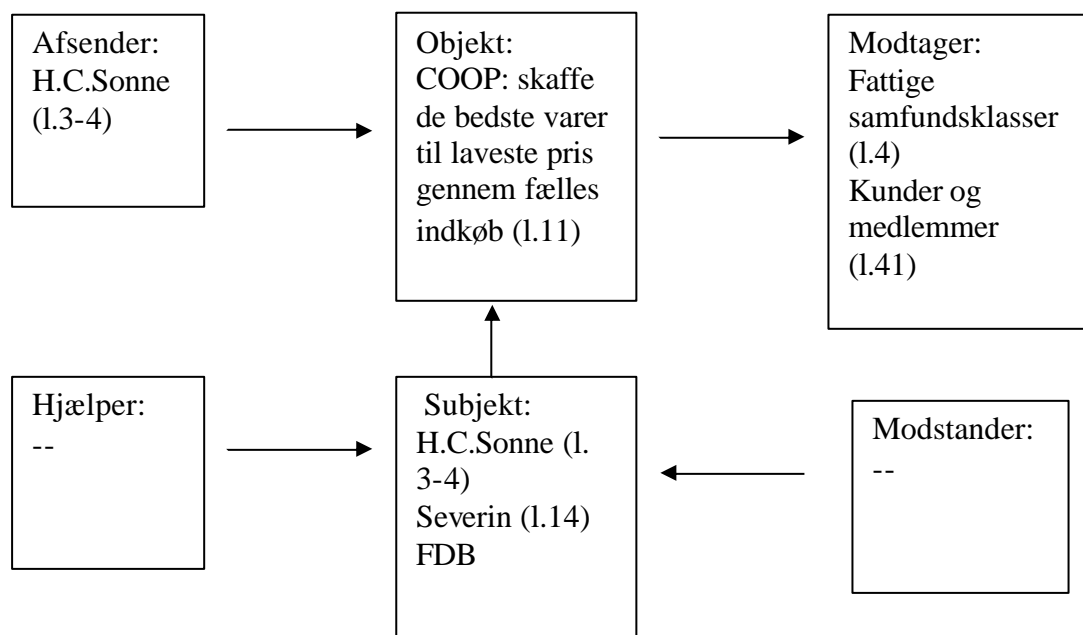 Afsender:
H.C.Sonne
(l.3-4)
Objekt:
COOP: skaffe
de bedste varer
til laveste pris
gennem fælles
indkøb (l.11)
Modtager:
Fattige
samfundsklasser
(l.4)
Kunder og
medlemmer
(l.41)
Hjælper:
--
Subjekt:
H.C.Sonne (l.
3-4)
Severin (l.14)
FDB
Modstander:
--